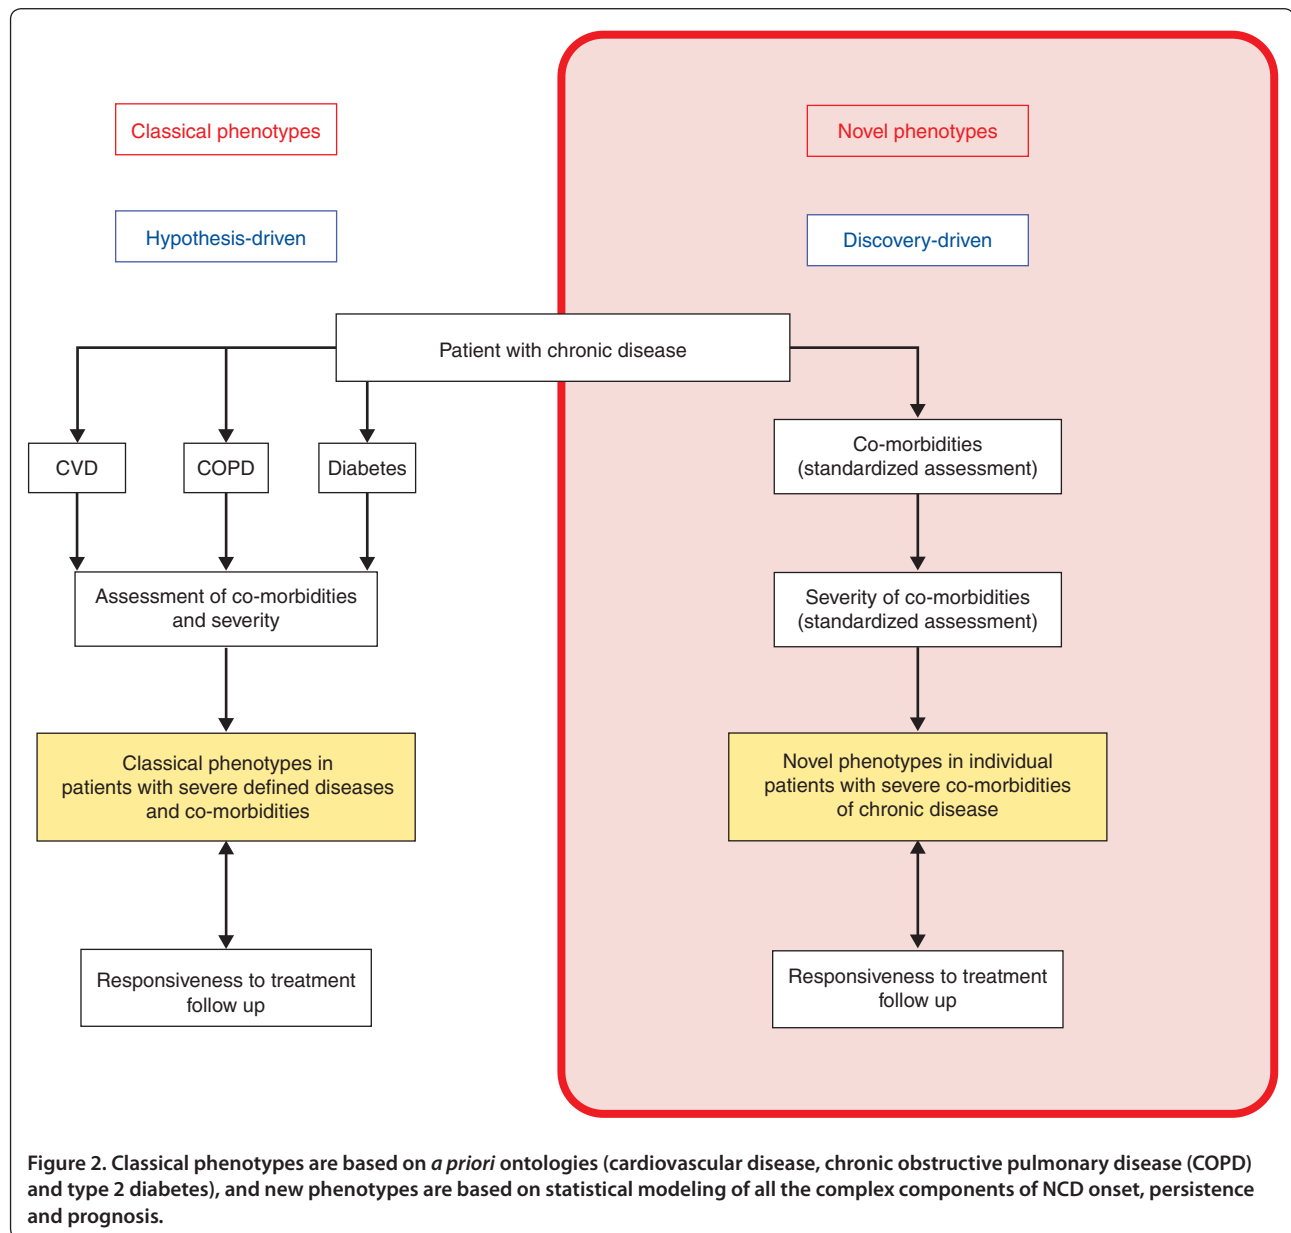 Classical phenotypes
Novel phenotypes
Hypothesis-driven
Discovery-driven
Patient with chronic disease
CVD
COPD
Diabetes
Co-morbidities
(standardized assessment)
Assessment of co-morbidities
and severity
Severity of co-morbidities
(standardized assessment)
Classical phenotypes in
patients with severe defined diseases
and co-morbidities
Novel phenotypes in individual
patients with severe co-morbidities
of chronic disease
Responsiveness to treatment
follow up
Responsiveness to treatment
follow up
Figure 2. Classical phenotypes are based on a priori ontologies (cardiovascular disease, chronic obstructive pulmonary disease (COPD)
and type 2 diabetes), and new phenotypes are based on statistical modeling of all the complex components of NCD onset, persistence
and prognosis.